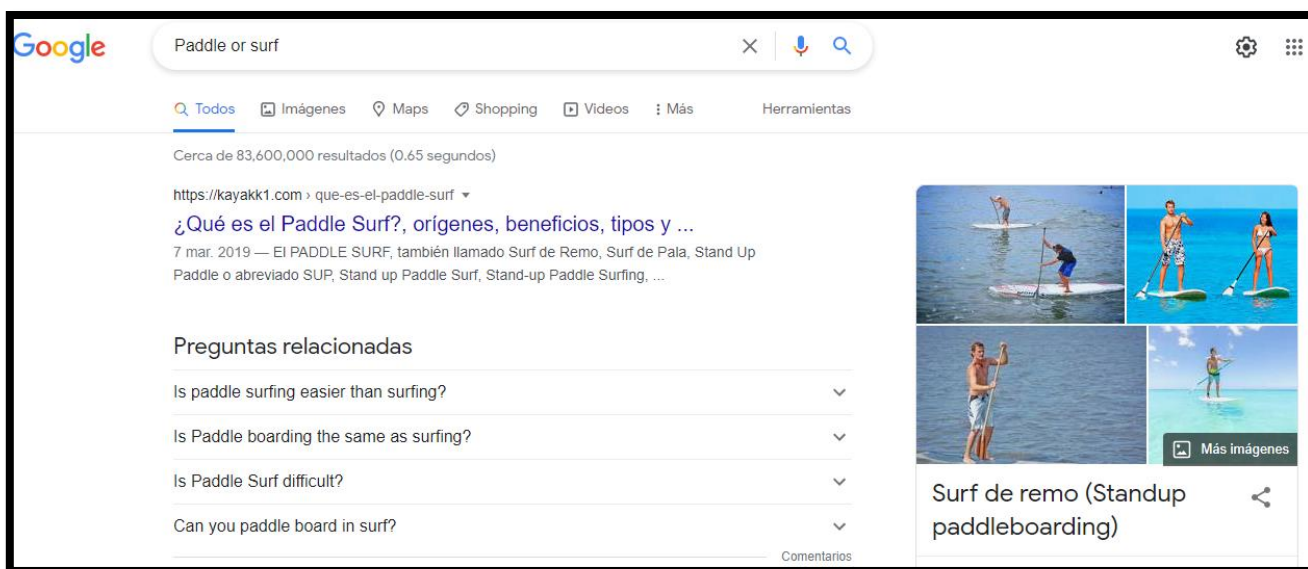 Google
Paddle or surf
Todos Imágenes Maps Shopping Videos Más Herramientas
Cerca de 83,600,000 resultados (0.65 segundos)
https://kayakk1.com › que-es-el-paddle-surf
¿Qué es el Paddle Surf?, orígenes, beneficios, tipos y ...
7 mar. 2019 — El PADDLE SURF, también llamado Surf de Remo, Surf de Pala, Stand Up
Paddle o abreviado SUP, Stand up Paddle Surf, Stand-up Paddle Surfing, ...
Preguntas relacionadas
Is paddle surfing easier than surfing?
Is Paddle boarding the same as surfing?
Is Paddle Surf difficult?
Can you paddle board in surf?
Comentarios
Más imágenes
Surf de remo (Standup
paddleboarding)